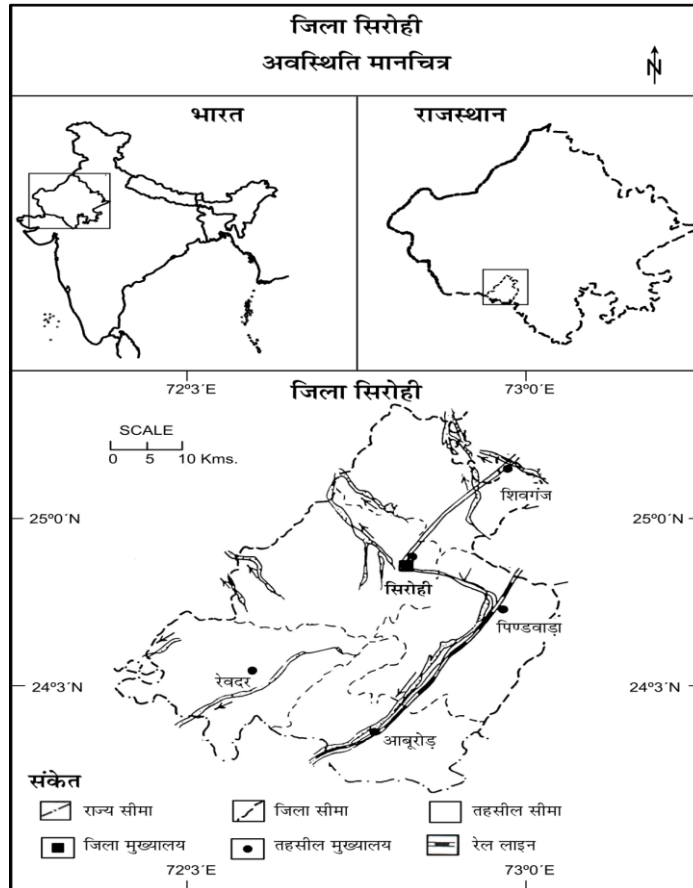 जिला सिरोही
अवस्थिति मानचित्र
N
भारत
राजस्थान
72º3´E
जिला सिरोही
73º0´E
SCALE
0 5 10 Kms.
शिवगंज
25º0´N
25º0´N
सिरोही
पिण्डवाड़ा
रेवदर
24º3´N
24º3´N
आबूरोड़
संकेत
राज्य सीमा
जिला सीमा
तहसील सीमा
जिला मुख्यालय
तहसील मुख्यालय
रेल लाइन
72º3´E
73º0´E